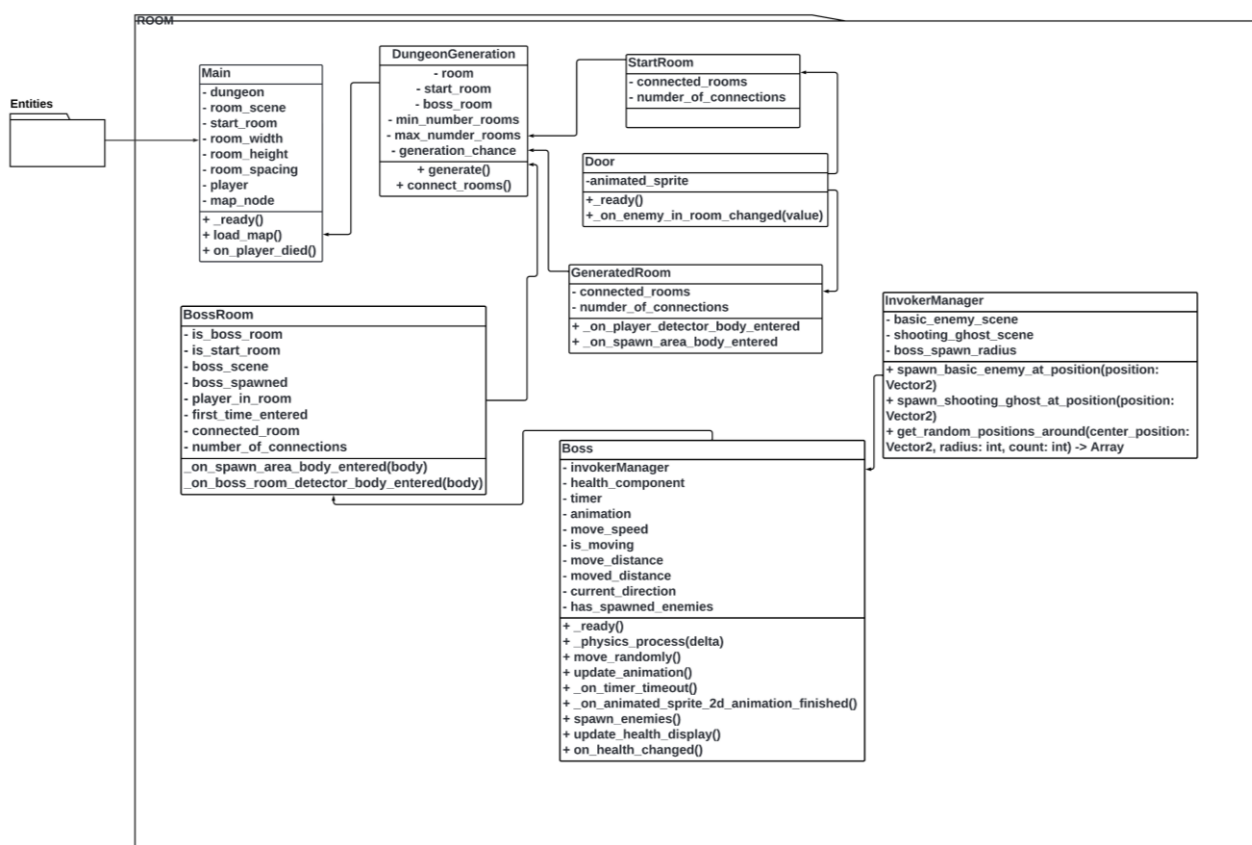 ROOM
Entities
Main
- dungeon
- room_scene
- start_room
- room_width
- room_height
- room_spacing
- player
- map_node
+ _ready()
+ load_map()
+ on_player_died()
DungeonGeneration
- room
- start_room
- boss_room
- min_number_rooms
- max_numder_rooms
- generation_chance
+ generate()
+ connect_rooms()
StartRoom
- connected_rooms
- numder_of_connections
Door
-animated_sprite
+_ready()
+_on_enemy_in_room_changed(value)
GeneratedRoom
- connected_rooms
- numder_of_connections
+ _on_player_detector_body_entered
+ _on_spawn_area_body_entered
BossRoom
- is_boss_room
- is_start_room
- boss_scene
- boss_spawned
- player_in_room
- first_time_entered
- connected_room
- number_of_connections
_on_spawn_area_body_entered(body)
_on_boss_room_detector_body_entered(body)
InvokerManager
- basic_enemy_scene
- shooting_ghost_scene
- boss_spawn_radius
+ spawn_basic_enemy_at_position(position:
Vector2)
+ spawn_shooting_ghost_at_position(position:
Vector2)
+ get_random_positions_around(center_position:
Vector2, radius: int, count: int) -> Array
Boss
- invokerManager
- health_component
- timer
- animation
- move_speed
- is_moving
- move_distance
- moved_distance
- current_direction
- has_spawned_enemies
+ _ready()
+ _physics_process(delta)
+ move_randomly()
+ update_animation()
+ _on_timer_timeout()
+ _on_animated_sprite_2d_animation_finished()
+ spawn_enemies()
+ update_health_display()
+ on_health_changed()